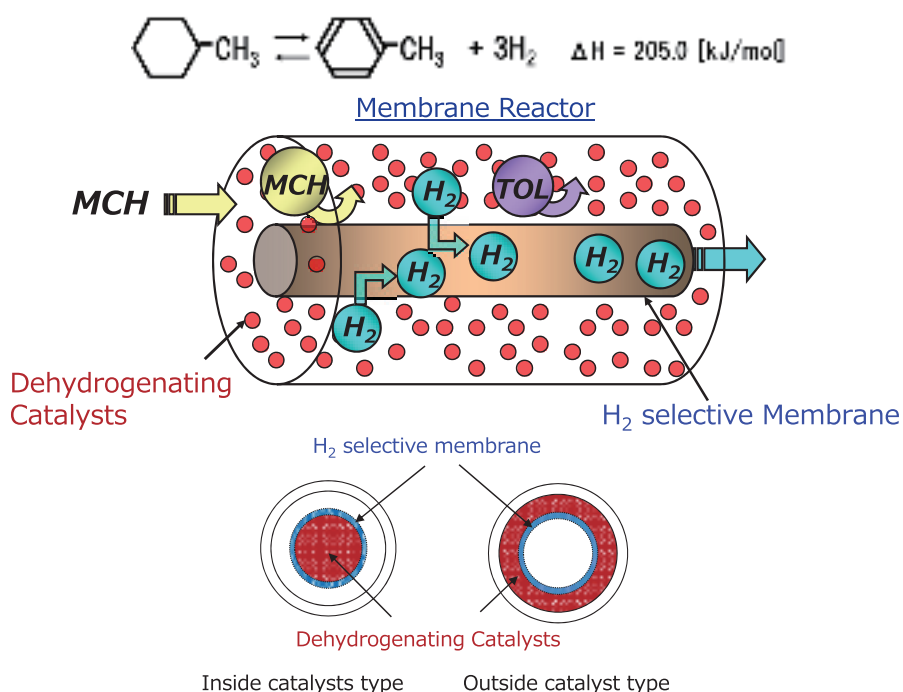 CH₃ CH₃ + 3H₂ ΔH = 205.0 [kJ/mol]
Membrane Reactor
MCH
MCH
H₂
TOL
H₂
H₂
H₂
H₂
H₂
Dehydrogenating
Catalysts
H₂ selective Membrane
H₂ selective membrane
Dehydrogenating Catalysts
Inside catalysts type
Outside catalyst type